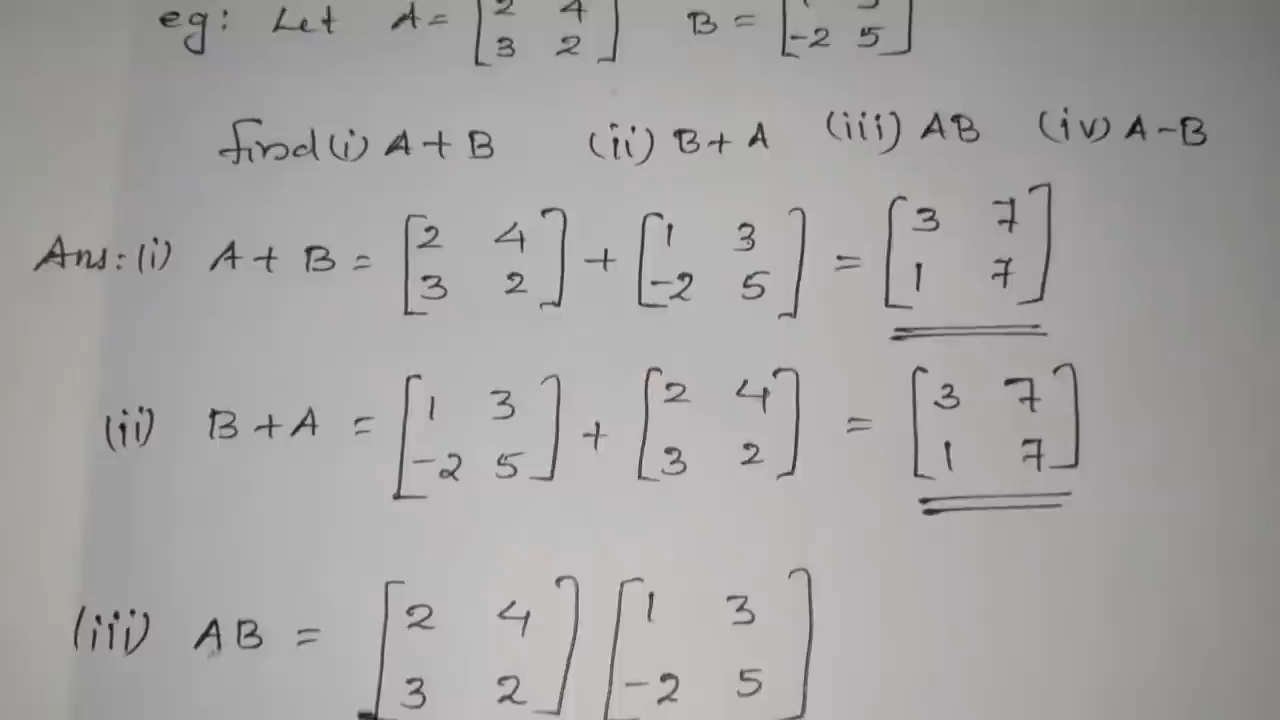 eg: Let A = [2 4 B = [
3 2] -2 5]
find (i) A + B (ii) B + A (iii) AB (iv) A - B
Ans: (i) A + B = [2 4 3 2] + [1 3 -2 5] = [3 7 1 7]
(ii) B + A = [1 3 -2 5] + [2 4 3 2] = [3 7 1 7]
(iii) AB = [2 4 3 2] [1 3 -2 5]